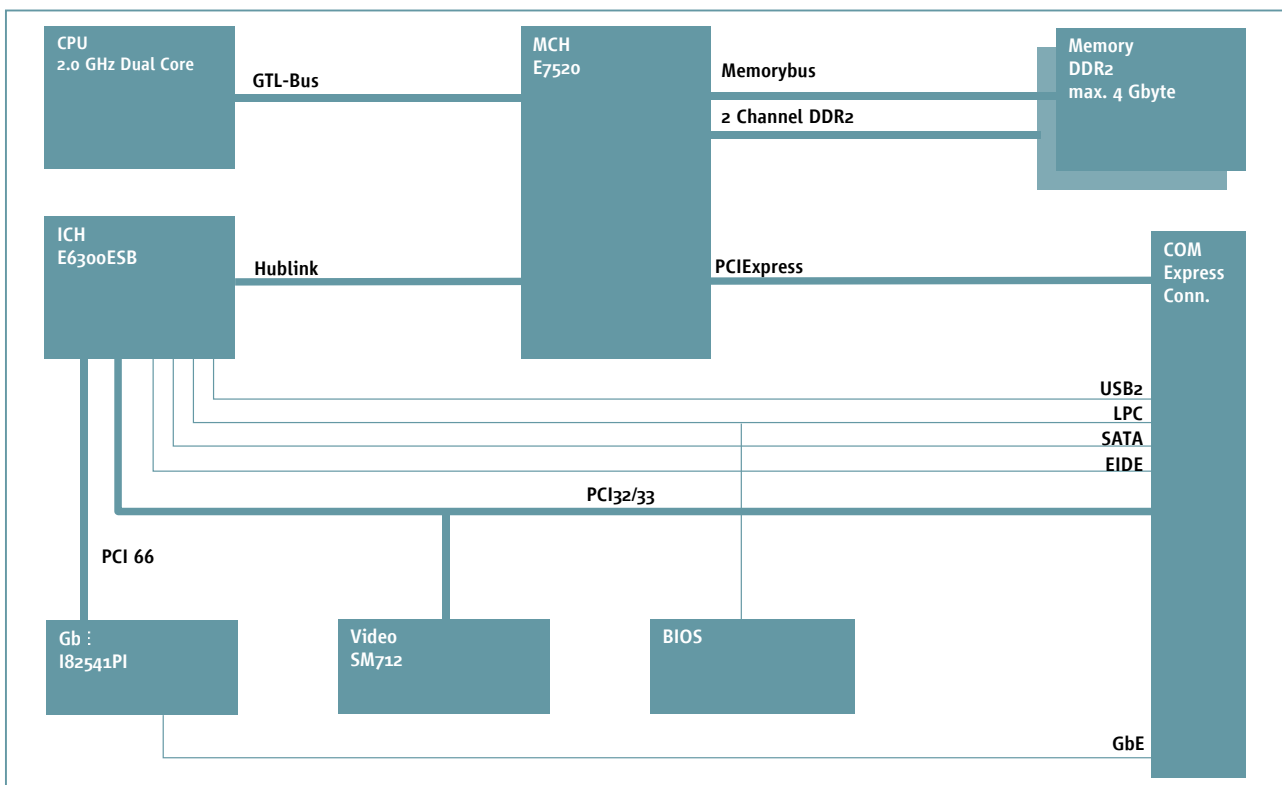 CPU
2.0 GHz Dual Core
GTL-Bus
MCH
E7520
Memorybus
2 Channel DDR2
Memory
DDR2
max. 4 Gbyte
ICH
E6300ESB
Hublink
PCIExpress
COM
Express
Conn.
USB2
LPC
SATA
EIDE
PCI32/33
PCI 66
Gb
I82541PI
Video
SM712
BIOS
GbE